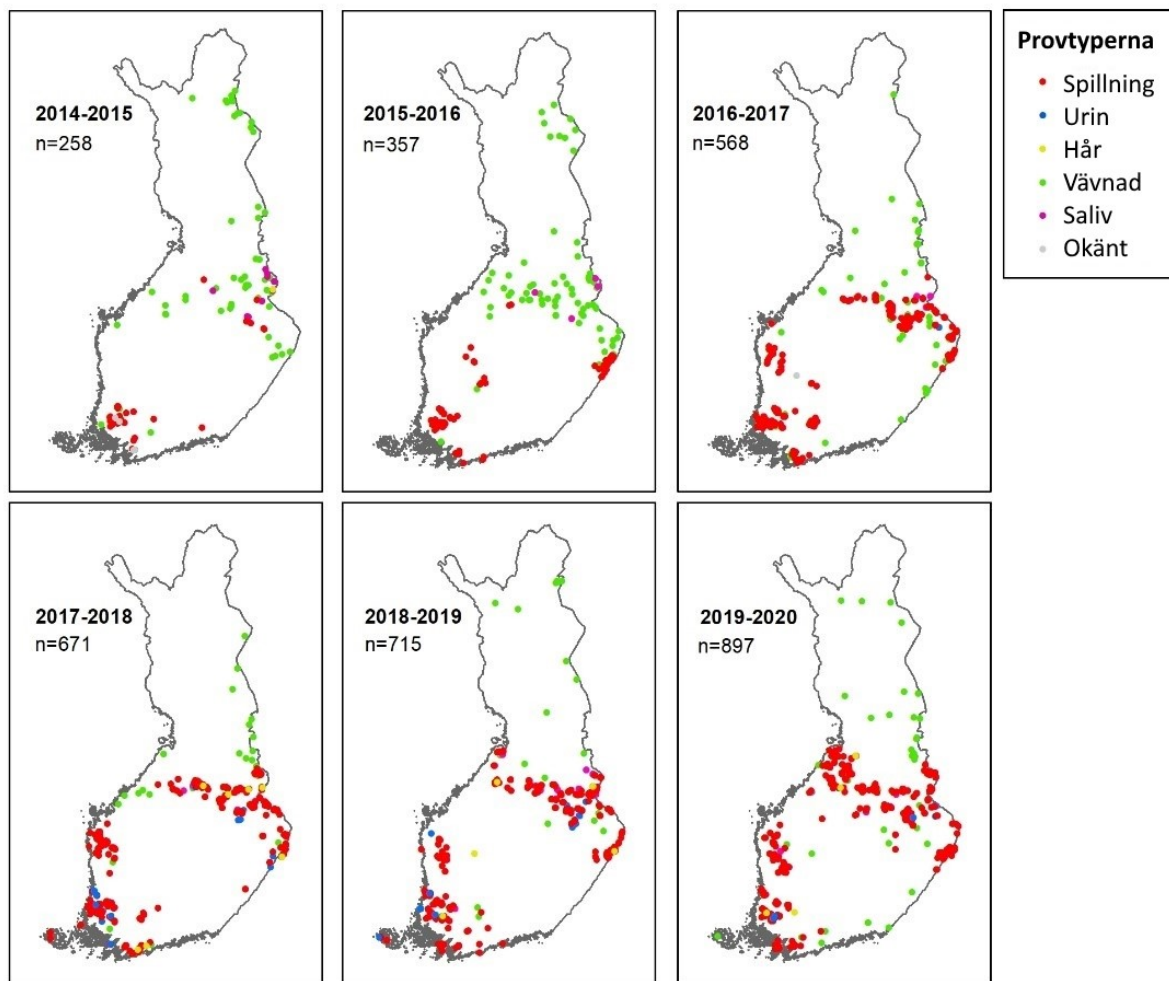 2014-2015
n=258
2015-2016
n=357
2016-2017
n=568
Provtyperna
Spillning
Urin
Hår
Vävnad
Saliv
Okänt
2017-2018
n=671
2018-2019
n=715
2019-2020
n=897